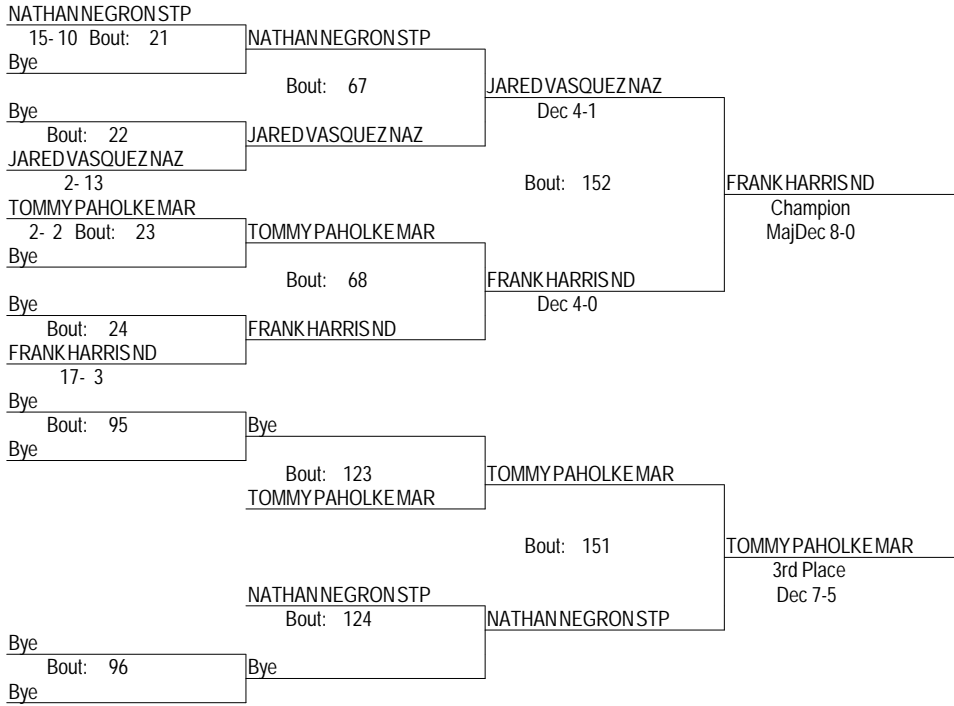 NATHAN NEGRON STP
15- 10 Bout: 21
NATHAN NEGRON STP
Bye
Bout: 67
JARED VASQUEZ NAZ
Bye
Dec 4-1
Bout: 22
JARED VASQUEZ NAZ
JARED VASQUEZ NAZ
2- 13
Bout: 152
FRANK HARRIS ND
TOMMY PAHOLKE MAR
Champion
2- 2 Bout: 23
TOMMY PAHOLKE MAR
MajDec 8-0
Bye
Bout: 68
FRANK HARRIS ND
Bye
Dec 4-0
Bout: 24
FRANK HARRIS ND
FRANK HARRIS ND
17- 3
Bye
Bout: 95
Bye
Bye
Bout: 123
TOMMY PAHOLKE MAR
TOMMY PAHOLKE MAR
Bout: 151
TOMMY PAHOLKE MAR
3rd Place
NATHAN NEGRON STP
Dec 7-5
Bout: 124
NATHAN NEGRON STP
Bye
Bout: 96
Bye
Bye